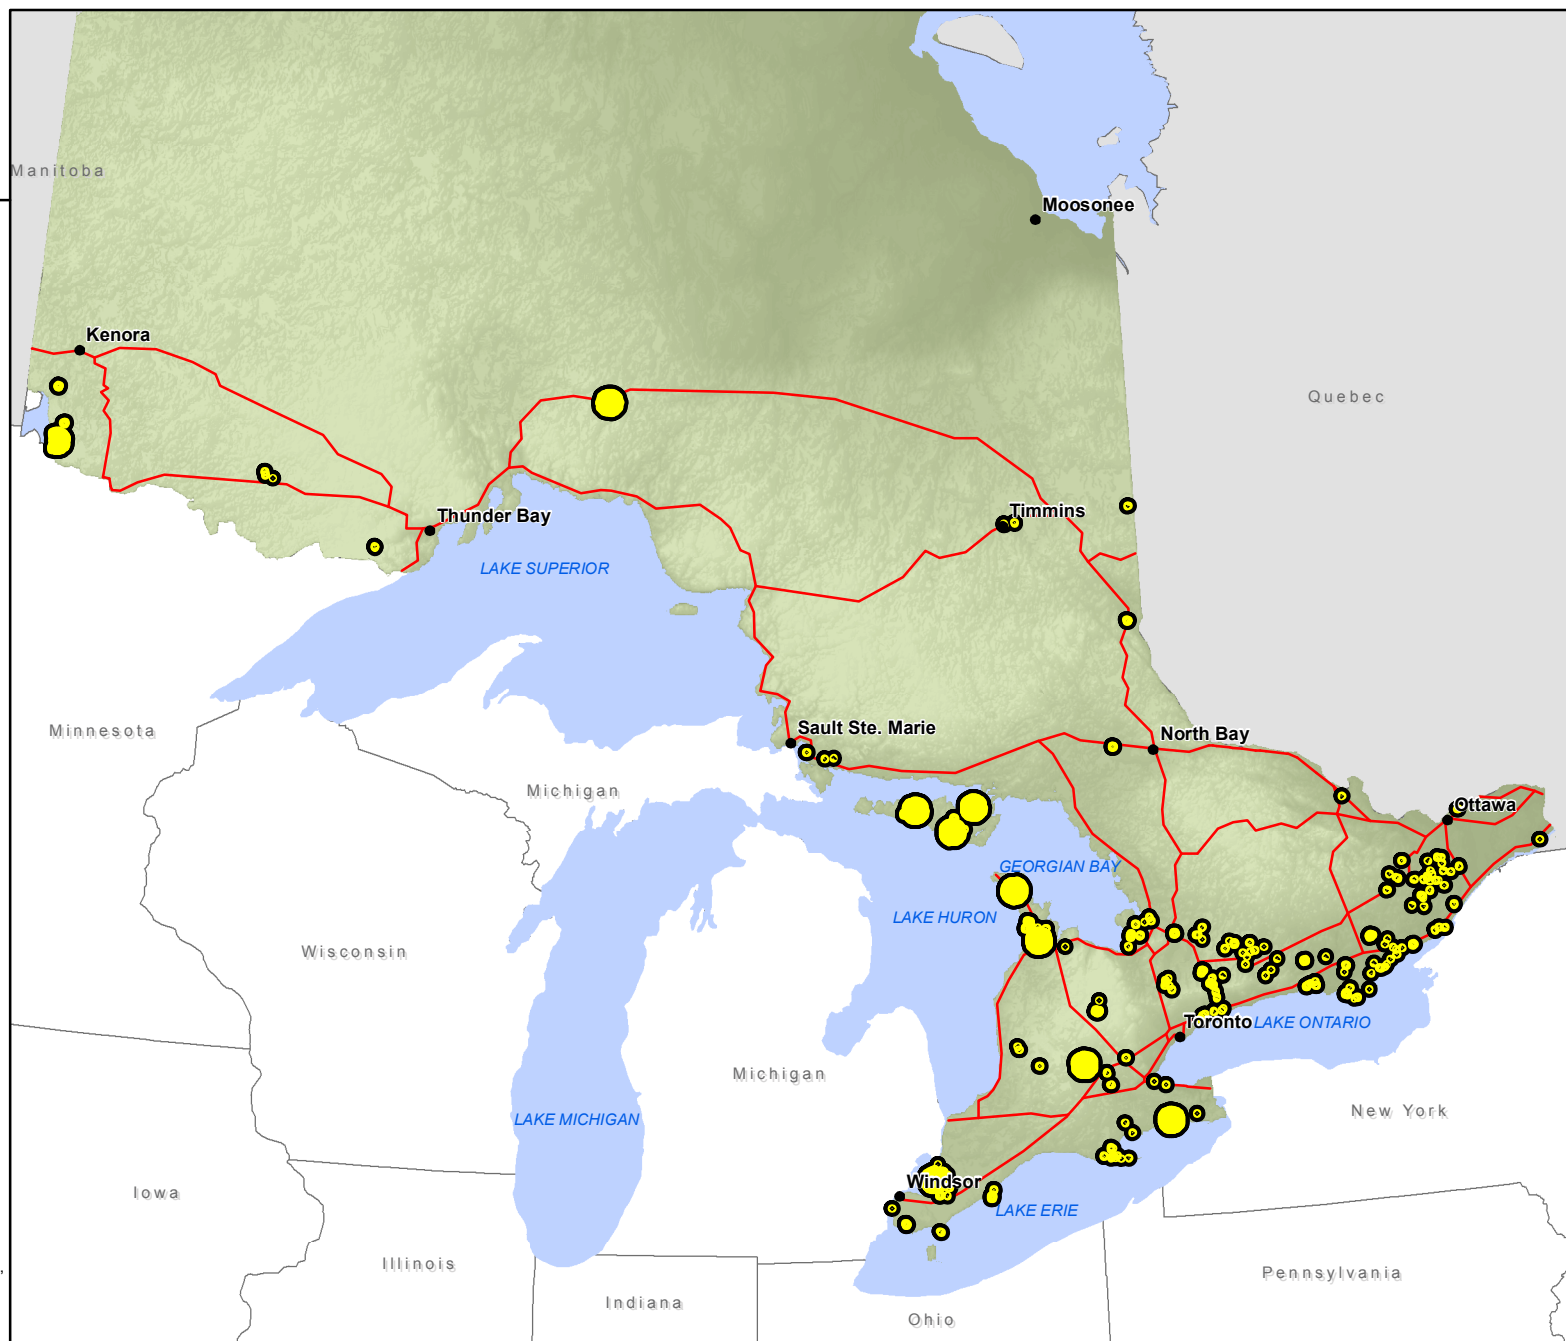 Manitoba
Moosonee
Kenora
Quebec
Timmins
Thunder Bay
LAKE SUPERIOR
Sault Ste. Marie
North Bay
Minnesota
Michigan
Ottawa
GEORGIAN BAY
LAKE HURON
Wisconsin
Toronto
LAKE ONTARIO
Michigan
New York
LAKE MICHIGAN
Windsor
Iowa
LAKE ERIE
Illinois
Pennsylvania
Indiana
Ohio
,